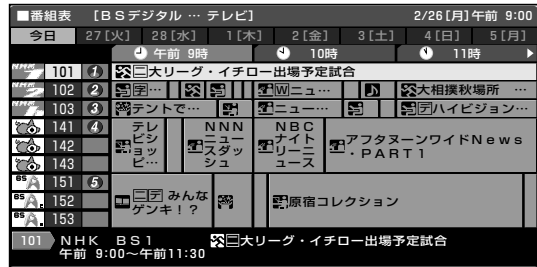 ■番組表 [BSデジタル … テレビ] 2/26[月]午前 9:00
今日 27[火] 28[水] 1[木] 2[金] 3[土] 4[日] 5[月]
午前 9時 10時 11時
101 ① 二大リーグ・イチロー出場予定試合
102 ② 字… Wニュ… 大相撲秋場所 …
103 ③ テントで… ニュー… デハイビジョン…
141 ④ テレビショッピ… NNNニュースダッシュ NBCナイトリーニュース アフタヌーンワイドNews・PART1
142
143
151 ⑤ 二デ みんなゲンキ!? 原宿コレクション
152
153
101 NHK BS1 二大リーグ・イチロー出場予定試合
午前 9:00～午前11:30